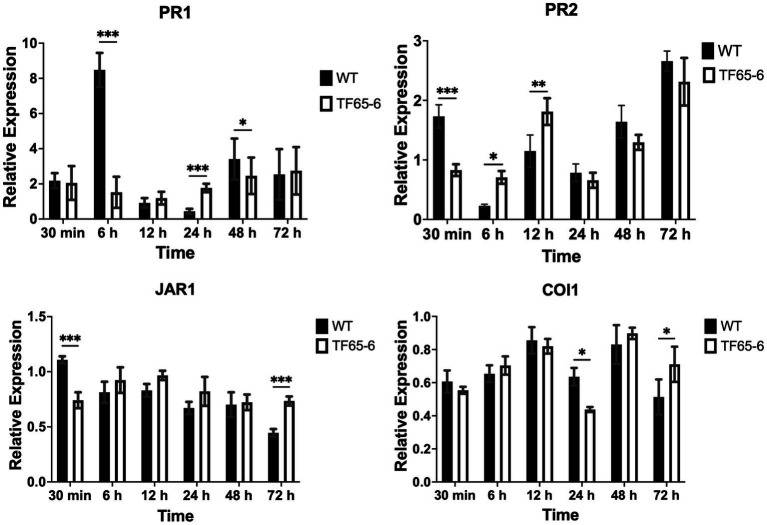 PR1
Relative Expression
10
8
6
4
2
0
***
***
*
WT
TF65-6
30 min 6 h 12 h 24 h 48 h 72 h
Time
PR2
Relative Expression
3
2
1
0
***
*
**
WT
TF65-6
30 min 6 h 12 h 24 h 48 h 72 h
Time
JAR1
Relative Expression
1.5
1.0
0.5
0.0
***
***
WT
TF65-6
30 min 6 h 12 h 24 h 48 h 72 h
Time
COI1
Relative Expression
1.0
0.8
0.6
0.4
0.2
0.0
*
*
WT
TF65-6
30 min 6 h 12 h 24 h 48 h 72 h
Time